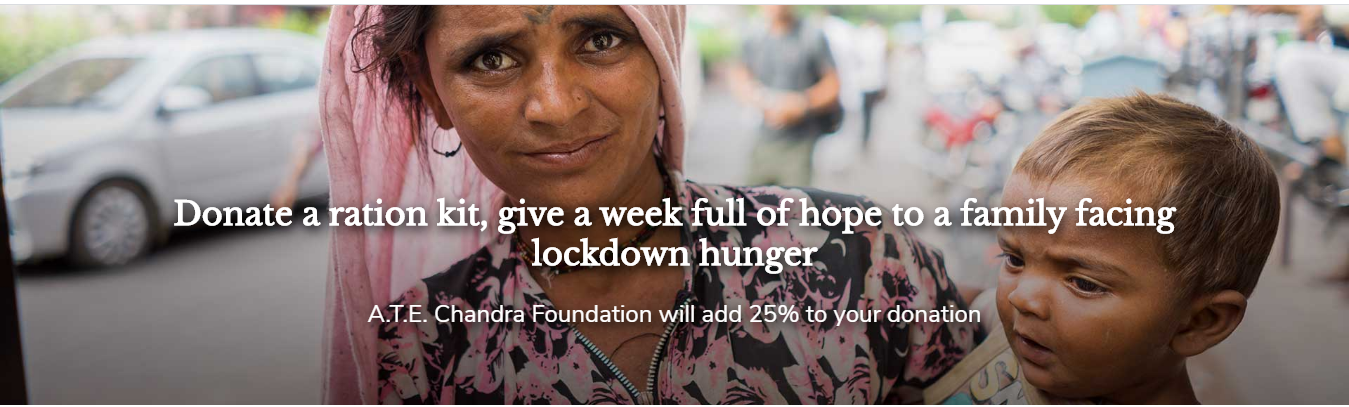 Donate a ration kit, give a week full of hope to a family facing
lockdown hunger
A.T.E. Chandra Foundation will add 25% to your donation